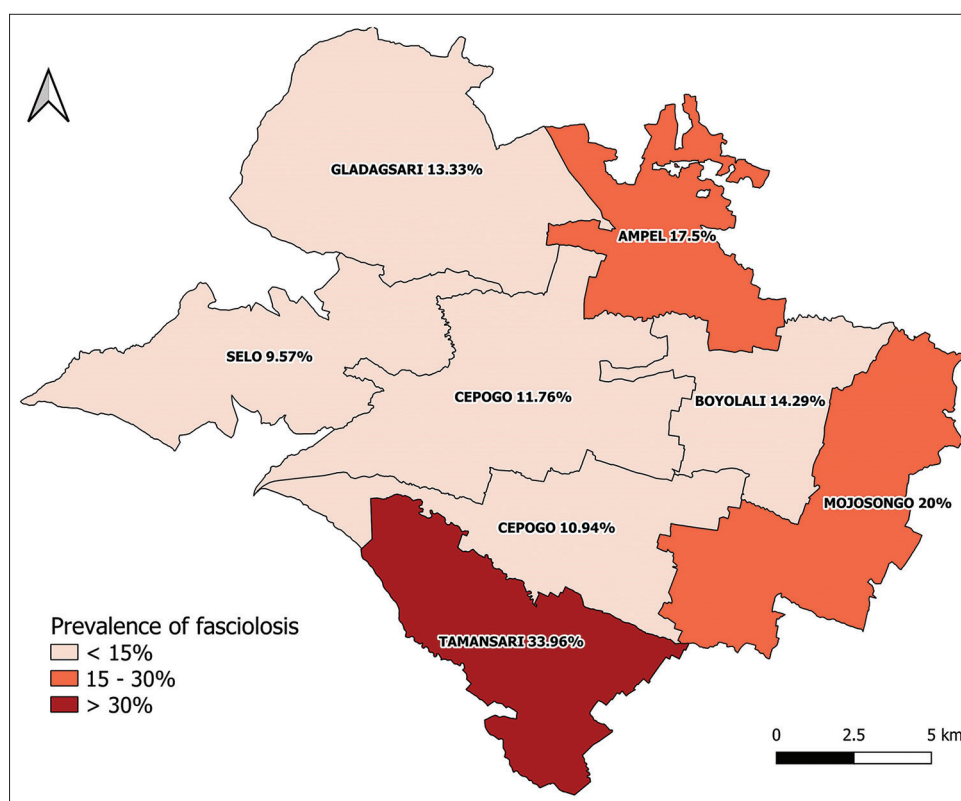 GLADAGSARI 13.33%
AMPEL 17.5%
SELO 9.57%
CEPOGO 11.76%
BOYOLALI 14.29%
MOJOSONGO 20%
CEPOGO 10.94%
TAMANSARI 33.96%
Prevalence of fasciolosis
< 15%
15 - 30%
> 30%
0 2.5 5 km